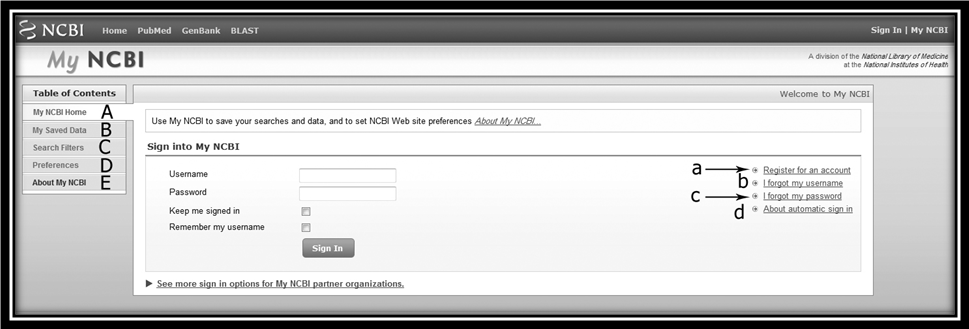 NCBI Home PubMed GenBank BLAST Sign In | My NCBI
My NCBI
A division of the National Library of Medicine
at the National Institutes of Health
Table of Contents
My NCBI Home A
My Saved Data B
Search Filters C
Preferences D
About My NCBI E
Welcome to My NCBI
Use My NCBI to save your searches and data, and to set NCBI Web site preferences About My NCBI...
Sign into My NCBI
Username
Password
Keep me signed in
Remember my username
Sign In
a Register for an account
b I forgot my username
c I forgot my password
d About automatic sign in
See more sign in options for My NCBI partner organizations.